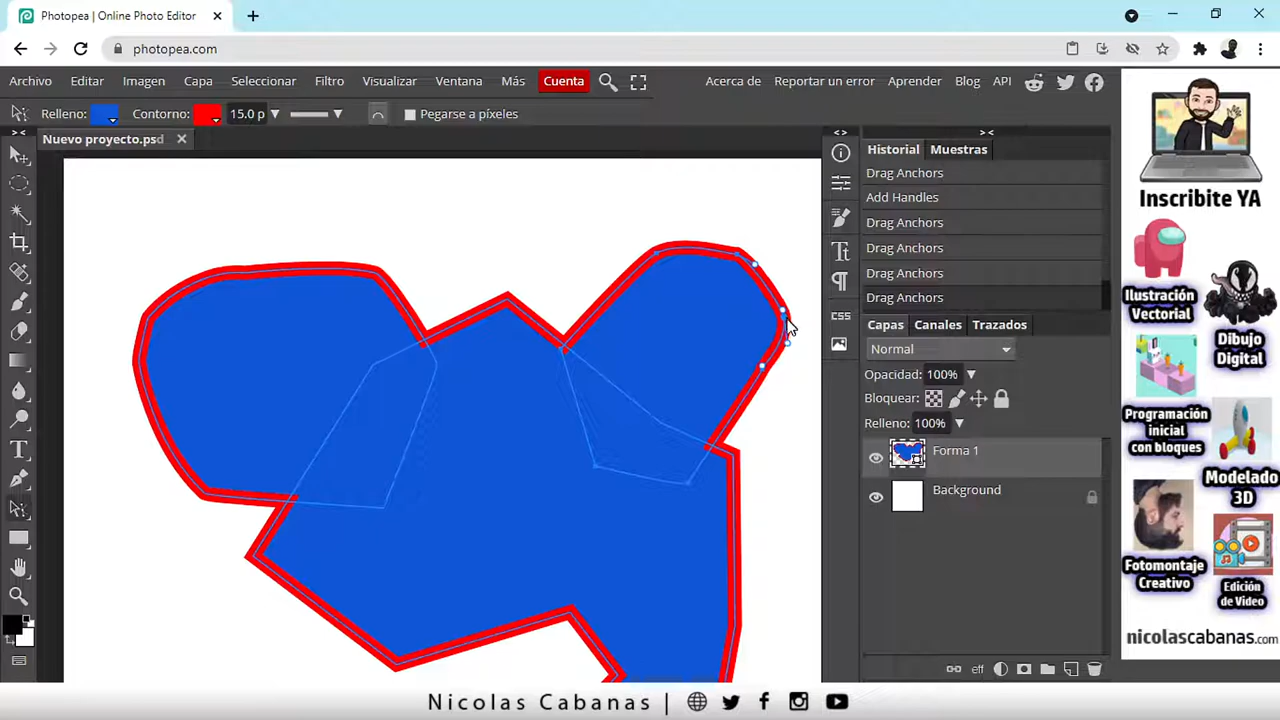 Photopea | Online Photo Editor
photopea.com
Archivo Editar Imagen Capa Seleccionar Filtro Visualizar Ventana Más Cuenta Acerca de Reportar un error Aprender Blog API
Relleno: Contorno: 15.0 p Pegarse a píxeles
Nuevo proyecto.psd
Historial Muestras
Drag Anchors
Add Handles
Drag Anchors
Drag Anchors
Drag Anchors
Drag Anchors
CSS
Capas Canales Trazados
Normal
Opacidad: 100%
Bloquear:
Relleno: 100%
Forma 1
Background
eff
Inscribite YA
Ilustración
Vectorial
Dibujo
Digital
Programación
inicial
con bloques
Modelado
3D
Fotomontaje
Creativo
Edición
de Video
nicolascabanas.com
Nicolas Cabanas |